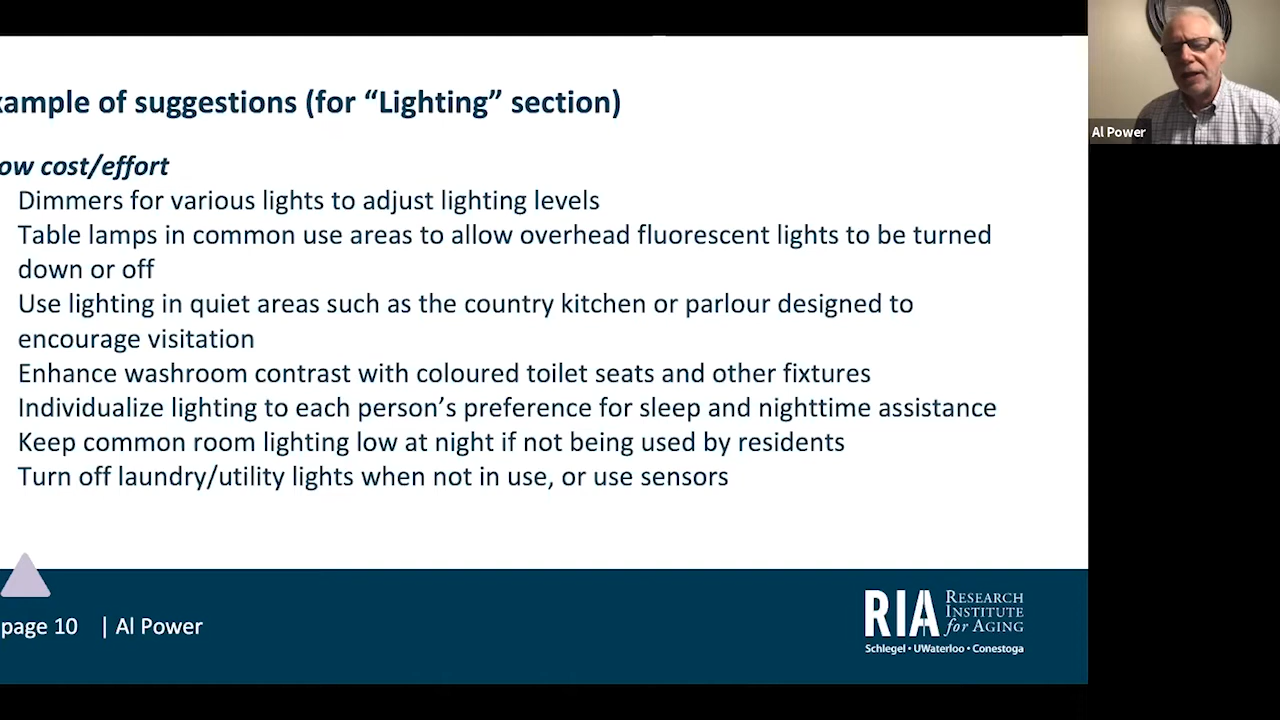 xample of suggestions (for “Lighting” section)
ow cost/effort
Dimmers for various lights to adjust lighting levels
Table lamps in common use areas to allow overhead fluorescent lights to be turned
down or off
Use lighting in quiet areas such as the country kitchen or parlour designed to
encourage visitation
Enhance washroom contrast with coloured toilet seats and other fixtures
Individualize lighting to each person’s preference for sleep and nighttime assistance
Keep common room lighting low at night if not being used by residents
Turn off laundry/utility lights when not in use, or use sensors
page 10 | Al Power
RIA
RESEARCH
INSTITUTE
for AGING
Schlegel • UWaterloo • Conestoga
Al Power